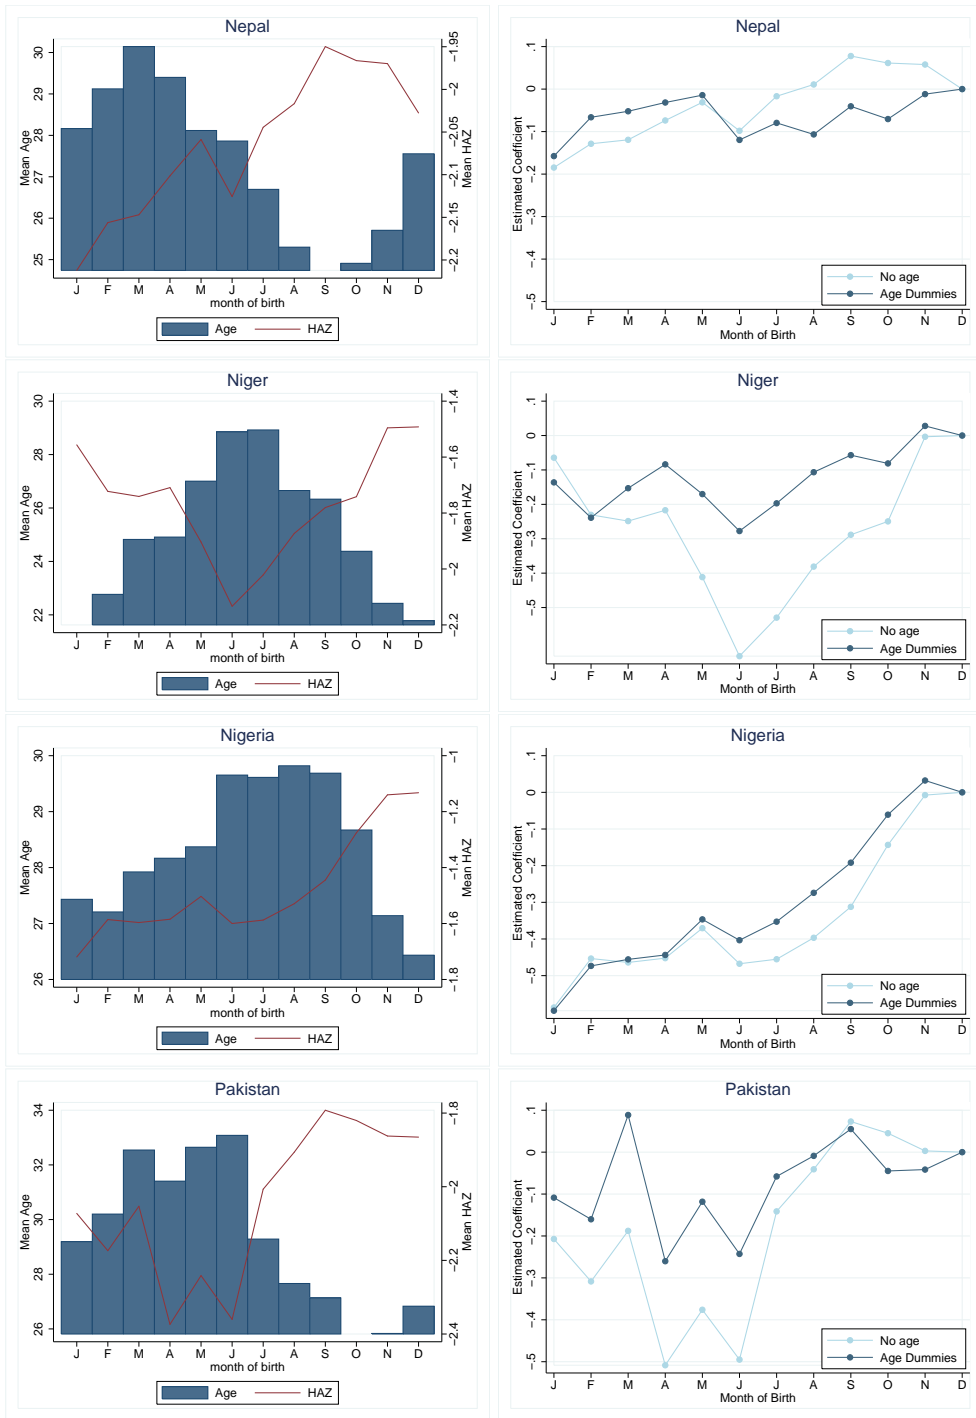 Nepal
30
29
28
27
26
25
Mean Age
-1.95
-2
-2.05
-2.1
-2.15
-2.2
Mean HAZ
J F M A M J J A S O N D
month of birth
Age HAZ
Nepal
.1
0
-.1
-.2
-.3
-.4
-.5
Estimated Coefficient
No age
Age Dummies
J F M A M J J A S O N D
Month of Birth
Niger
30
28
26
24
22
Mean Age
-1.4
-1.6
-1.8
-2
-2.2
Mean HAZ
J F M A M J J A S O N D
month of birth
Age HAZ
Niger
.1
0
-.1
-.2
-.3
-.4
-.5
Estimated Coefficient
No age
Age Dummies
J F M A M J J A S O N D
Month of Birth
Nigeria
30
29
28
27
26
Mean Age
-1
-1.2
-1.4
-1.6
-1.8
Mean HAZ
J F M A M J J A S O N D
month of birth
Age HAZ
Nigeria
.1
0
-.1
-.2
-.3
-.4
-.5
Estimated Coefficient
No age
Age Dummies
J F M A M J J A S O N D
Month of Birth
Pakistan
34
32
30
28
26
Mean Age
-1.8
-2
-2.2
-2.4
Mean HAZ
J F M A M J J A S O N D
month of birth
Age HAZ
Pakistan
.1
0
-.1
-.2
-.3
-.4
-.5
Estimated Coefficient
No age
Age Dummies
J F M A M J J A S O N D
Month of Birth